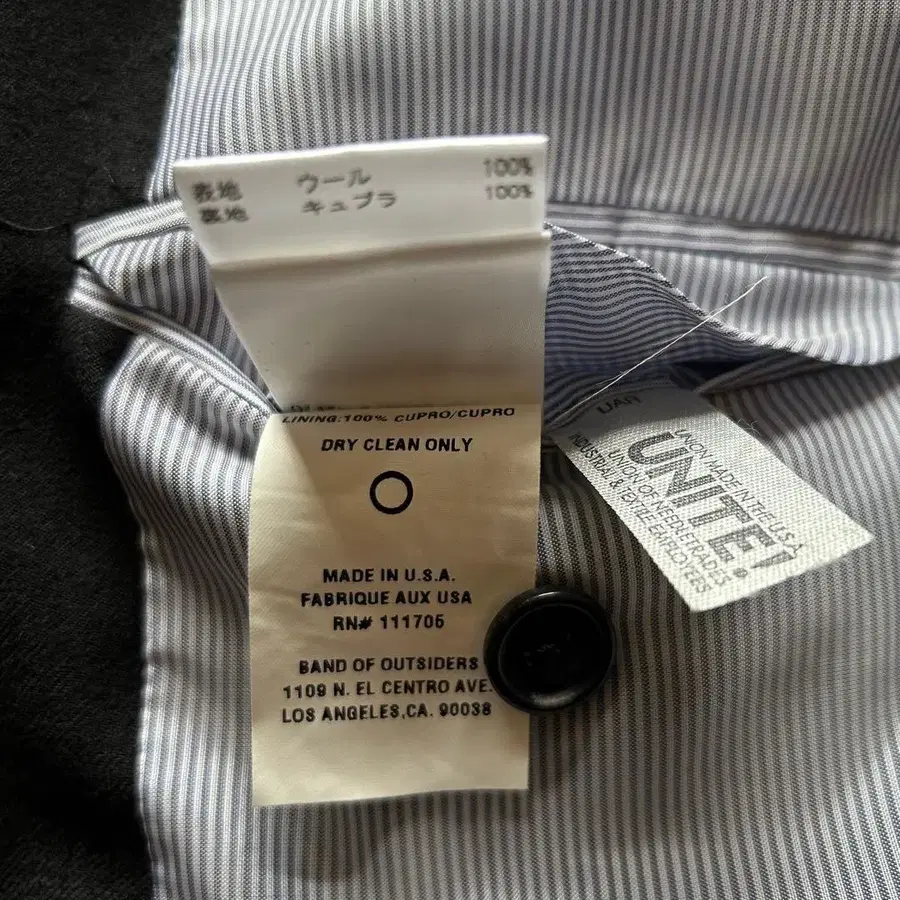 表地 ウール 100%
裏地 キュプラ 100%
LINING:100% CUPRO/CUPRO
DRY CLEAN ONLY
MADE IN U.S.A.
FABRIQUE AUX USA
RN# 111705
BAND OF OUTSIDERS
1109 N. EL CENTRO AVE.
LOS ANGELES,CA. 90038
UNION MADE IN THE U.S.A.
UNITE!
UNION OF NEEDLETRADES
INDUSTRIAL & TEXTILE EMPLOYEES